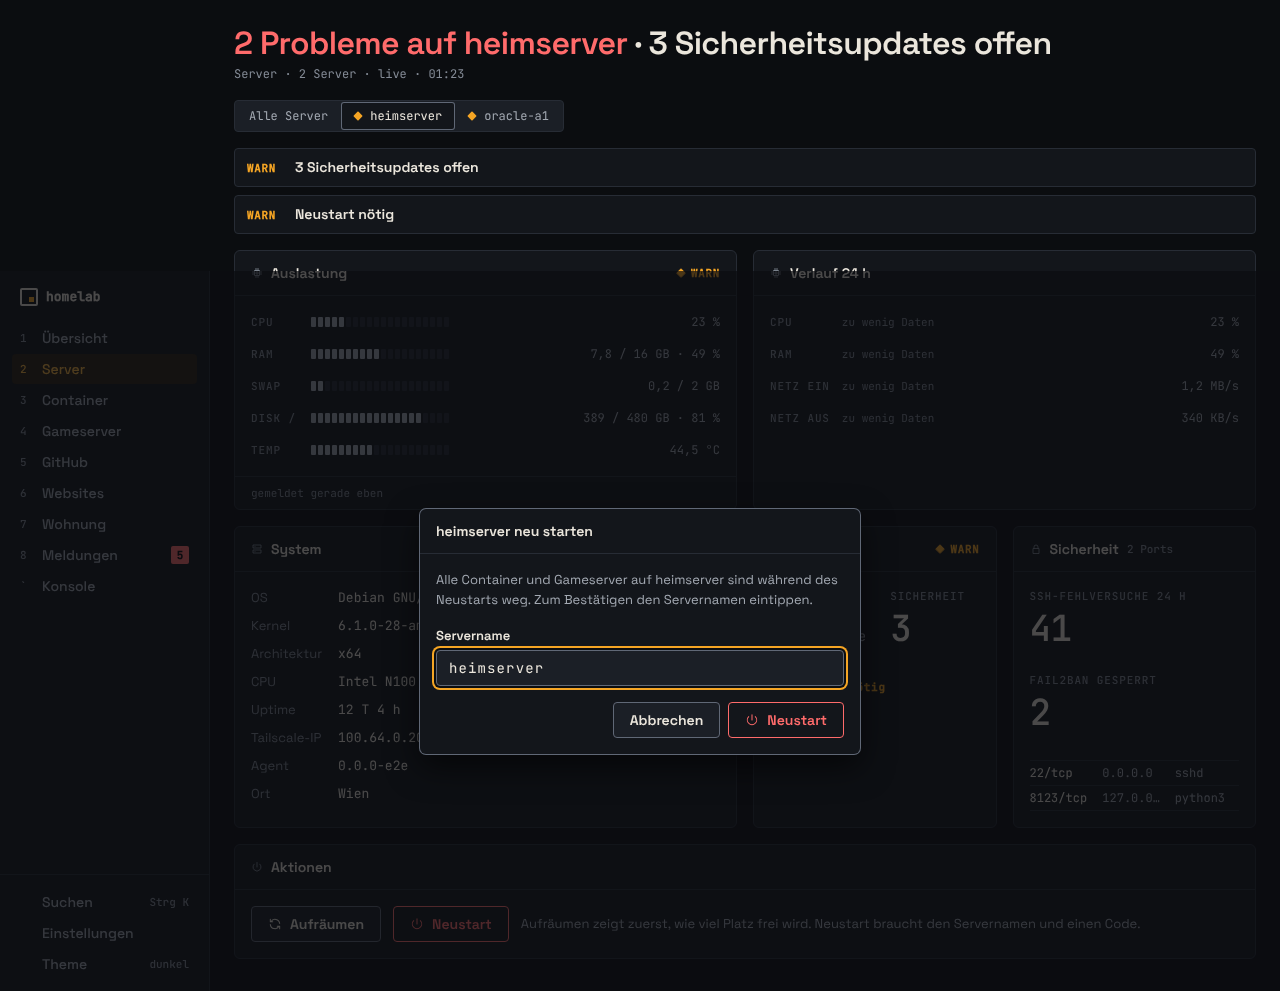 2 Probleme auf heimserver · 3 Sicherheitsupdates offen
Server · 2 Server · live · 01:23
Alle Server
heimserver
oracle-a1
WARN 3 Sicherheitsupdates offen
WARN Neustart nötig
homelab
1 Übersicht
2 Server
3 Container
4 Gameserver
5 GitHub
6 Websites
7 Wohnung
8 Meldungen 5
` Konsole
Suchen Strg K
Einstellungen
Theme dunkel
Auslastung WARN
CPU 23 %
RAM 7,8 / 16 GB · 49 %
SWAP 0,2 / 2 GB
DISK / 389 / 480 GB · 81 %
TEMP 44,5 °C
gemeldet gerade eben
Verlauf 24 h
CPU zu wenig Daten 23 %
RAM zu wenig Daten 49 %
NETZ EIN zu wenig Daten 1,2 MB/s
NETZ AUS zu wenig Daten 340 KB/s
System
OS Debian GNU
Kernel 6.1.0-28-a
Architektur x64
CPU Intel N100
Uptime 12 T 4 h
Tailscale-IP 100.64.0.2
Agent 0.0.0-e2e
Ort Wien
heimserver neu starten
Alle Container und Gameserver auf heimserver sind während des
Neustarts weg. Zum Bestätigen den Servernamen eintippen.
Servername
heimserver
Abbrechen
Neustart
WARN
SICHERHEIT
3
Sicherheit 2 Ports
SSH-FEHLVERSUCHE 24 H
41
FAIL2BAN GESPERRT
2
22/tcp 0.0.0.0 sshd
8123/tcp 127.0.0… python3
Aktionen
Aufräumen
Neustart
Aufräumen zeigt zuerst, wie viel Platz frei wird. Neustart braucht den Servernamen und einen Code.